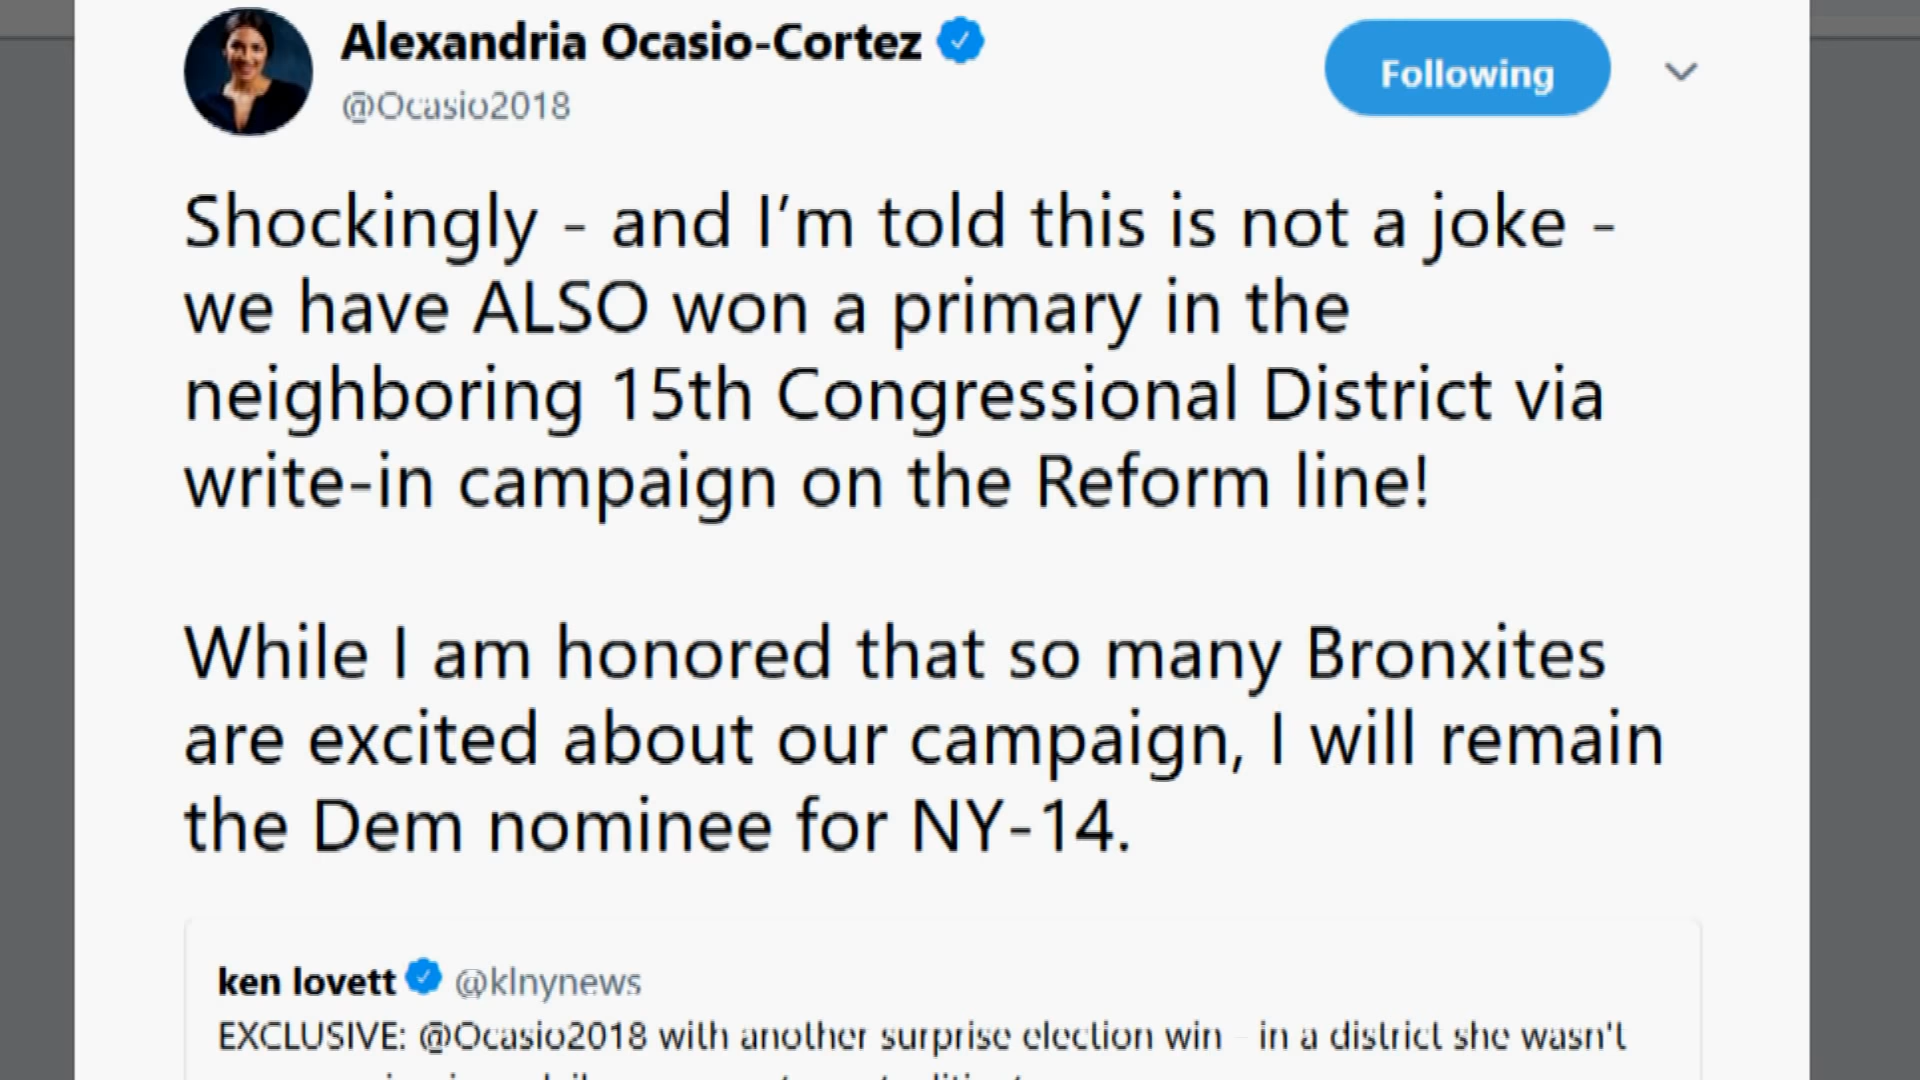 Alexandria Ocasio-Cortez
@Ocasio2018
Following
Shockingly - and I'm told this is not a joke -
we have ALSO won a primary in the
neighboring 15th Congressional District via
write-in campaign on the Reform line!
While I am honored that so many Bronxites
are excited about our campaign, I will remain
the Dem nominee for NY-14.
ken lovett @klnynews
EXCLUSIVE: @Ocasio2018 with another surprise election win - in a district she wasn't